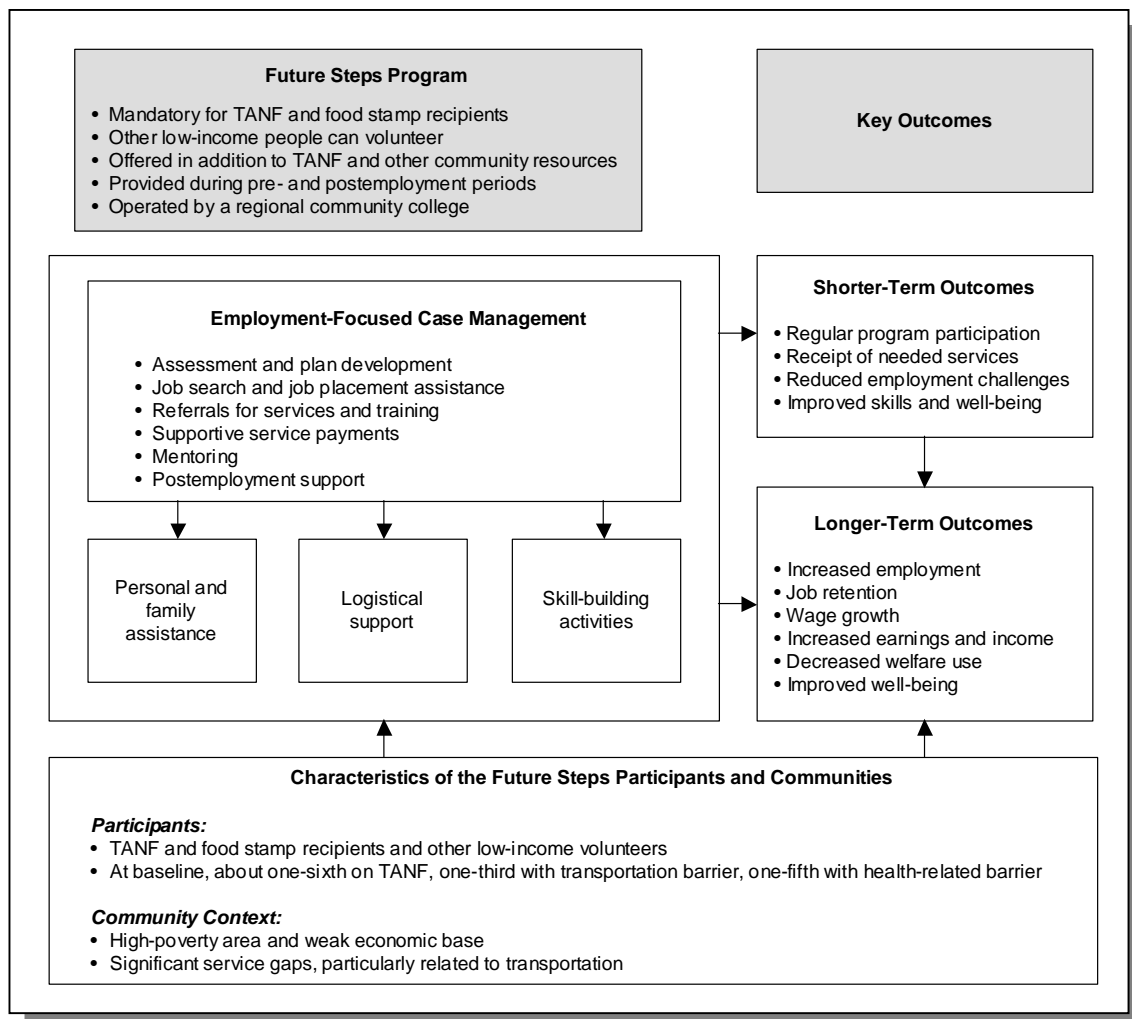 Future Steps Program
• Mandatory for TANF and food stamp recipients
• Other low-income people can volunteer
• Offered in addition to TANF and other community resources
• Provided during pre- and postemployment periods
• Operated by a regional community college
Key Outcomes
Employment-Focused Case Management
• Assessment and plan development
• Job search and job placement assistance
• Referrals for services and training
• Supportive service payments
• Mentoring
• Postemployment support
Personal and
family
assistance
Logistical
support
Skill-building
activities
Shorter-Term Outcomes
• Regular program participation
• Receipt of needed services
• Reduced employment challenges
• Improved skills and well-being
Longer-Term Outcomes
• Increased employment
• Job retention
• Wage growth
• Increased earnings and income
• Decreased welfare use
• Improved well-being
Characteristics of the Future Steps Participants and Communities
Participants:
• TANF and food stamp recipients and other low-income volunteers
• At baseline, about one-sixth on TANF, one-third with transportation barrier, one-fifth with health-related barrier
Community Context:
• High-poverty area and weak economic base
• Significant service gaps, particularly related to transportation